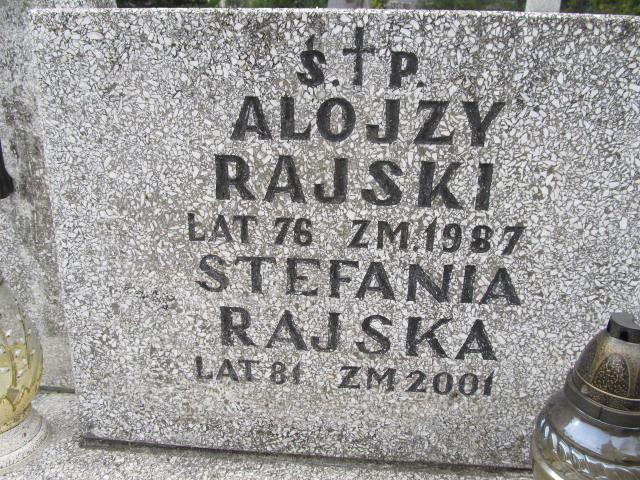 Ś.†P.
ALOJZY
RAJSKI
LAT 76 ZM.1987
STEFANIA
RAJSKA
LAT 81 ZM 2001